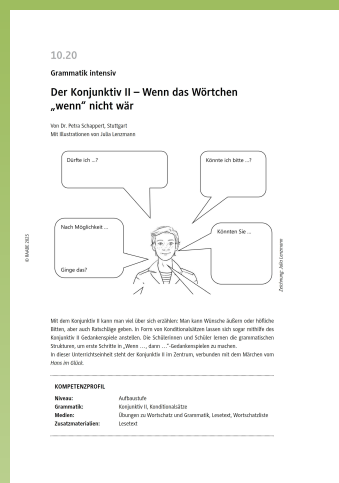 10.20
Grammatik intensiv
Der Konjunktiv II – Wenn das Wörtchen
„wenn“ nicht wär
Von Dr. Petra Schappert, Stuttgart
Mit Illustrationen von Julia Lenzmann
Dürfte ich ...?
Könnte ich bitte ...?
Nach Möglichkeit ...
Ginge das?
Könnten Sie ...
© RAABE 2025
Zeichnung: Julia Lenzmann
Mit dem Konjunktiv II kann man viel über sich erzählen: Man kann Wünsche äußern oder höfliche
Bitten, aber auch Ratschläge geben. In Form von Konditionalsätzen lassen sich sogar mithilfe des
Konjunktiv II Gedankenspiele anstellen. Die Schülerinnen und Schüler lernen die grammatischen
Strukturen, um erste Schritte in „Wenn ..., dann ...“-Gedankenspielen zu machen.
In dieser Unterrichtseinheit steht der Konjunktiv II im Zentrum, verbunden mit dem Märchen vom
Hans im Glück.
KOMPETENZPROFIL
Niveau: Aufbaustufe
Grammatik: Konjunktiv II, Konditionalsätze
Medien: Übungen zu Wortschatz und Grammatik, Lesetext, Wortschatzliste
Zusatzmaterialien: Lesetext